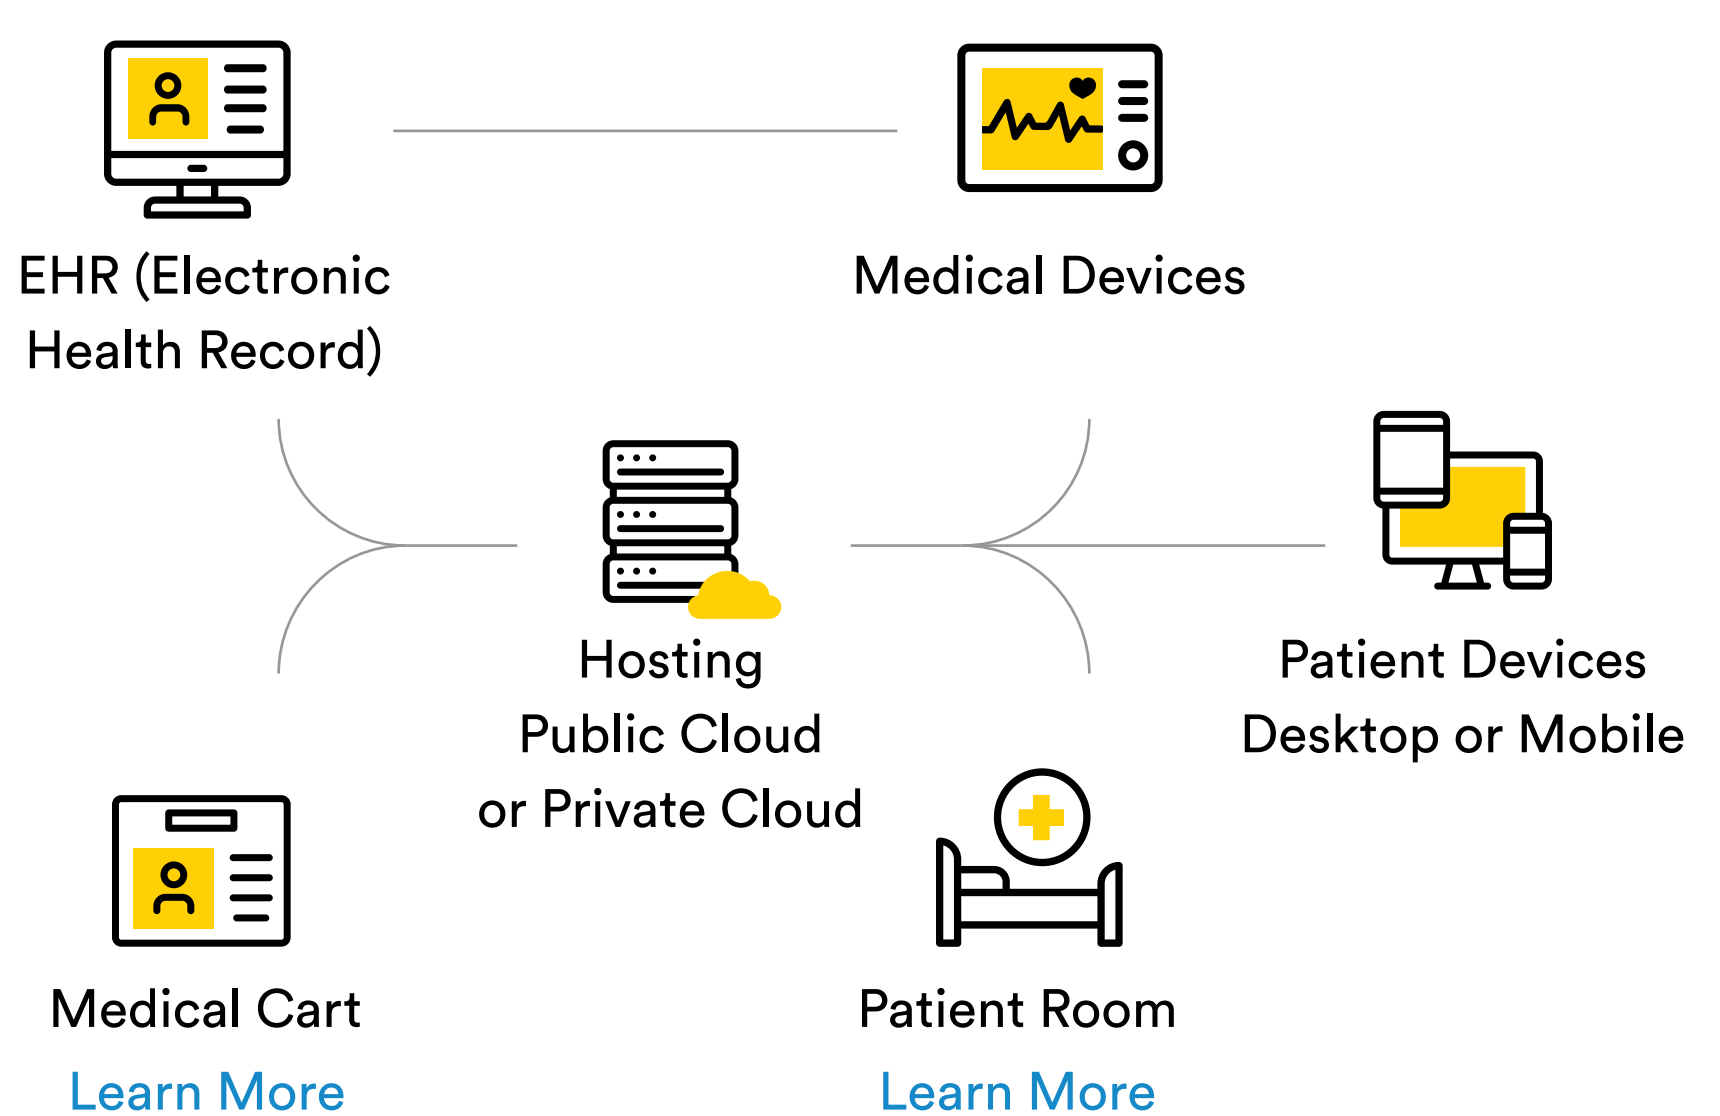 EHR (Electronic
Health Record)
Medical Devices
Hosting
Public Cloud
or Private Cloud
Patient Devices
Desktop or Mobile
Medical Cart
Learn More
Patient Room
Learn More